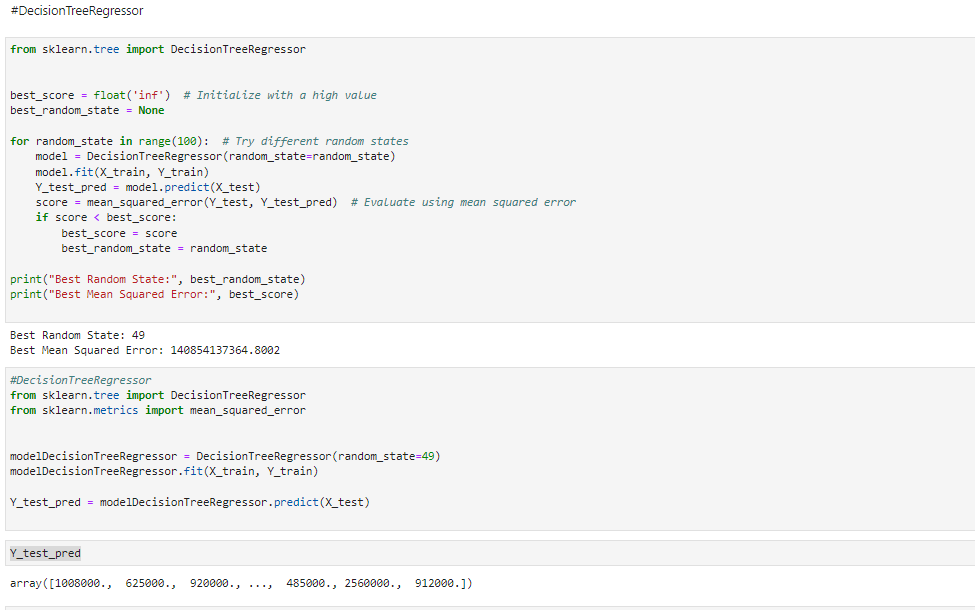 #DecisionTreeRegressor
from sklearn.tree import DecisionTreeRegressor
best_score = float('inf')  # Initialize with a high value
best_random_state = None
for random_state in range(100):  # Try different random states
    model = DecisionTreeRegressor(random_state=random_state)
    model.fit(X_train, Y_train)
    Y_test_pred = model.predict(X_test)
    score = mean_squared_error(Y_test, Y_test_pred)  # Evaluate using mean squared error
    if score < best_score:
        best_score = score
        best_random_state = random_state
print("Best Random State:", best_random_state)
print("Best Mean Squared Error:", best_score)
Best Random State: 49
Best Mean Squared Error: 140854137364.8002
#DecisionTreeRegressor
from sklearn.tree import DecisionTreeRegressor
from sklearn.metrics import mean_squared_error
modelDecisionTreeRegressor = DecisionTreeRegressor(random_state=49)
modelDecisionTreeRegressor.fit(X_train, Y_train)
Y_test_pred = modelDecisionTreeRegressor.predict(X_test)
Y_test_pred
array([1008000.,  625000.,  920000., ...,  485000., 2560000.,  912000.])